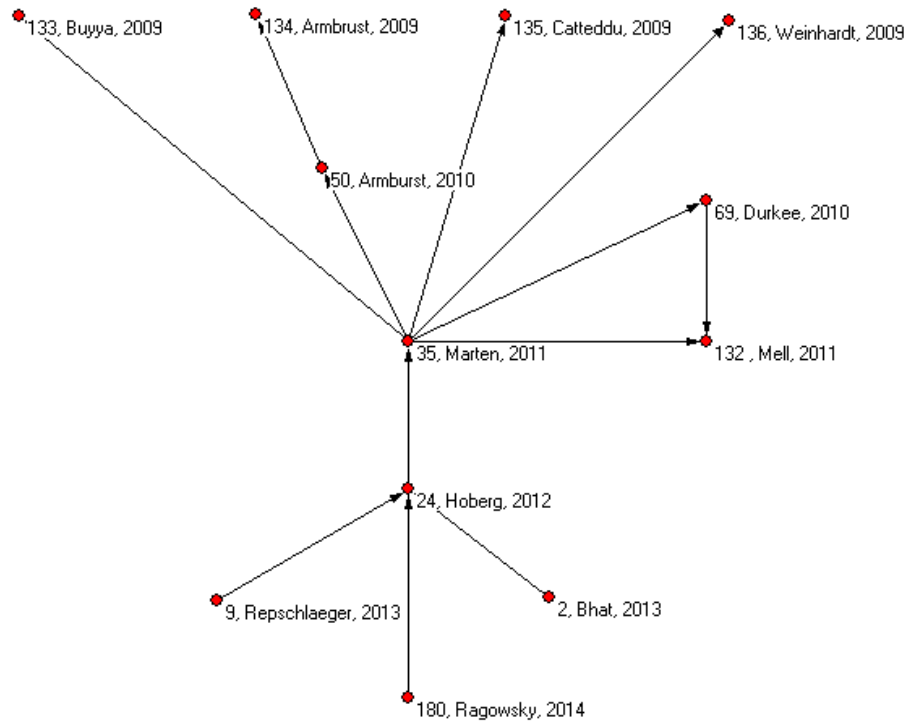 133, Buyya, 2009
134, Armbrust, 2009
135, Catteddu, 2009
136, Weinhardt, 2009
50, Armburst, 2010
69, Durkee, 2010
35, Marten, 2011
132 , Mell, 2011
24, Hoberg, 2012
9, Repschlaeger, 2013
2, Bhat, 2013
180, Ragowsky, 2014